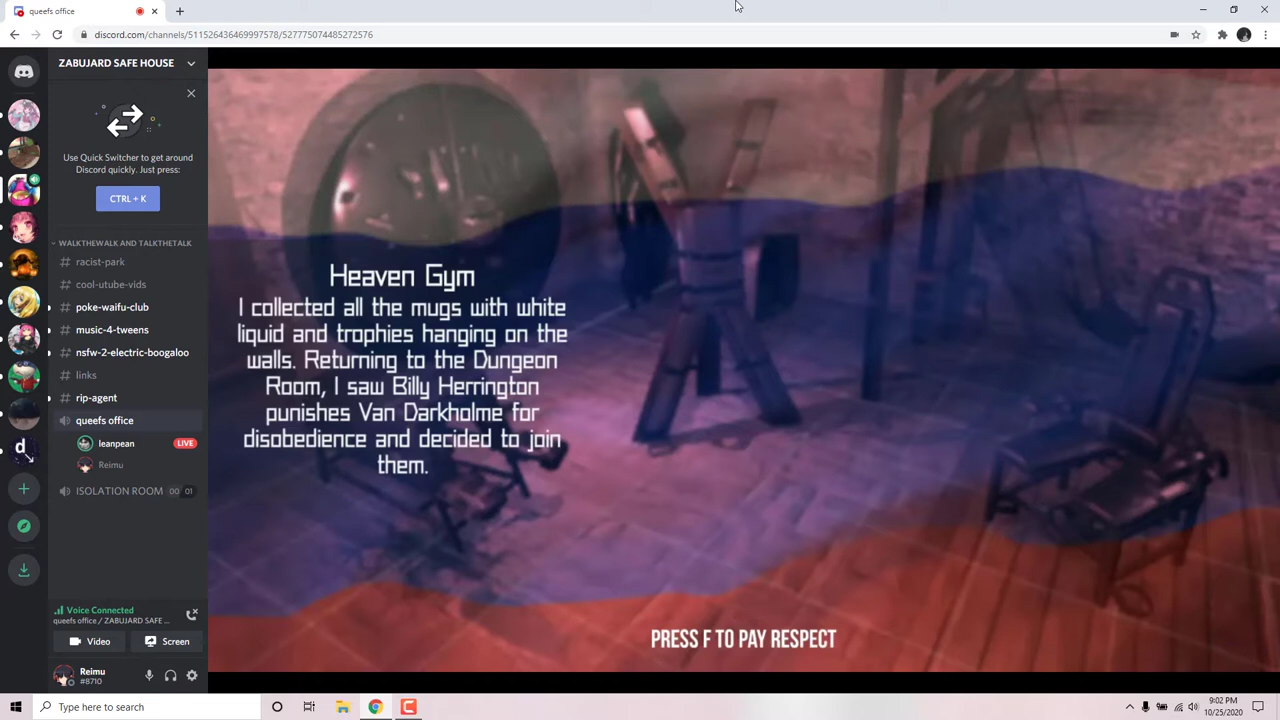 queefs office
discord.com/channels/511526436469997578/527775074485272576
ZABUJARD SAFE HOUSE
Use Quick Switcher to get around
Discord quickly. Just press:
CTRL + K
WALKTHEWALK AND TALKTHETALK
# racist-park
# cool-utube-vids
# poke-waifu-club
# music-4-tweens
# nsfw-2-electric-boogaloo
# links
# rip-agent
queefs office
leanpean LIVE
Reimu
ISOLATION ROOM 00 01
Voice Connected
queefs office / ZABUJARD SAFE ...
Video Screen
Reimu
#8710
Heaven Gym
I collected all the mugs with white
liquid and trophies hanging on the
walls. Returning to the Dungeon
Room, I saw Billy Herrington
punishes Van Darkholme for
disobedience and decided to join
them.
PRESS F TO PAY RESPECT
Type here to search
9:02 PM
10/25/2020